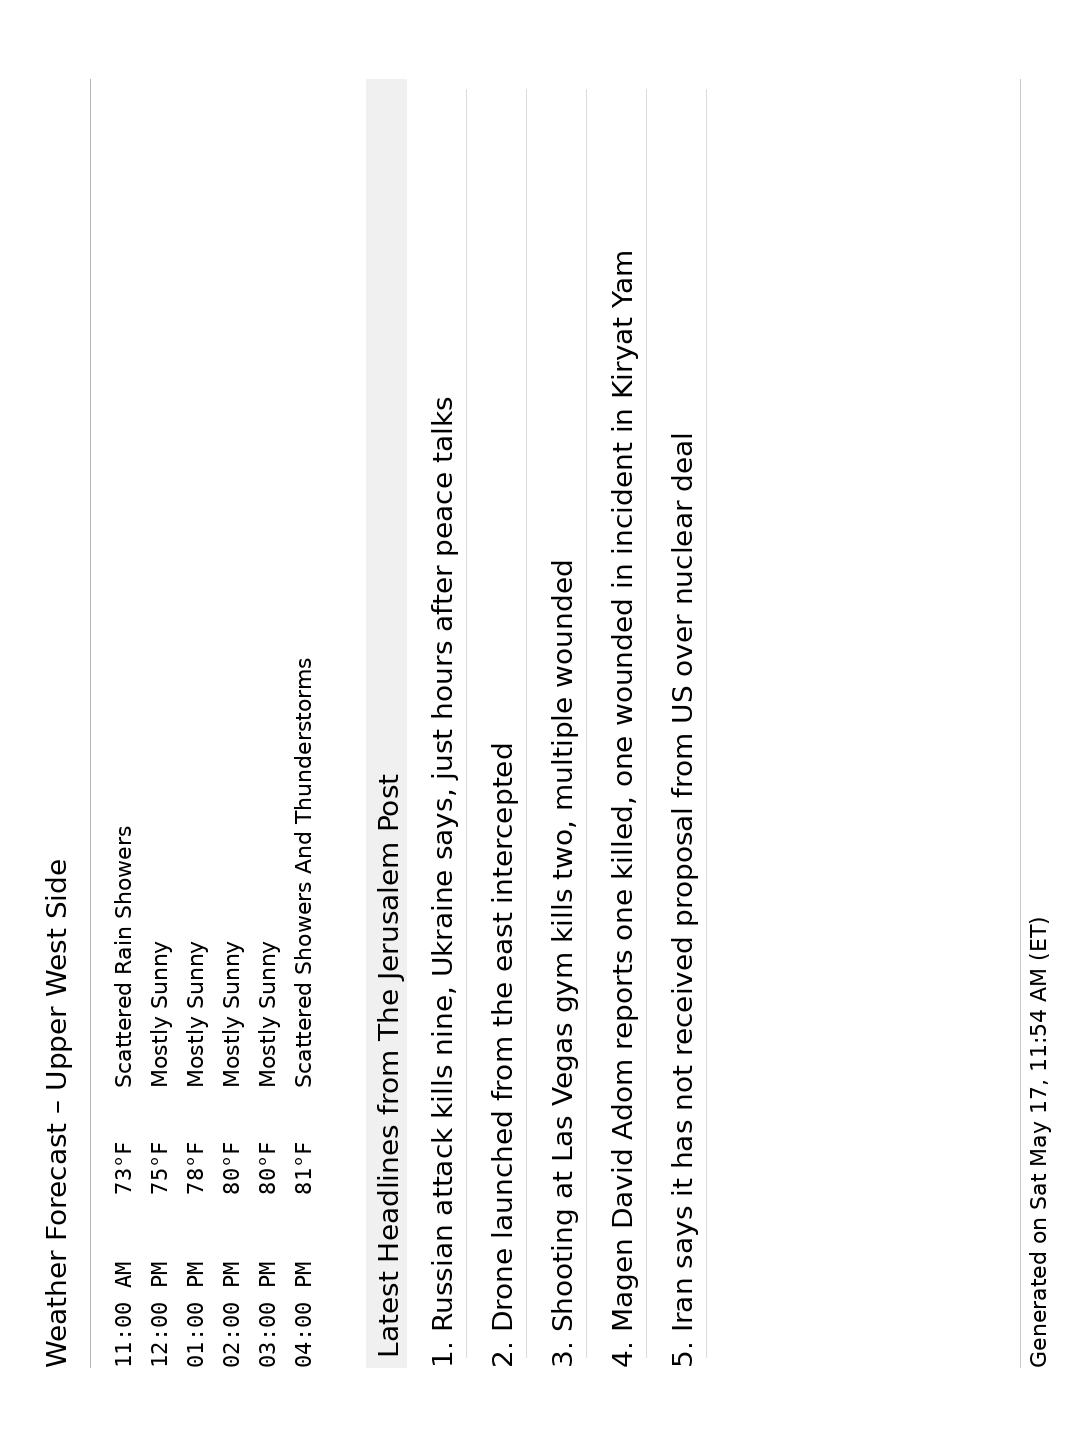 Weather Forecast – Upper West Side
11:00 AM 73°F Scattered Rain Showers
12:00 PM 75°F Mostly Sunny
01:00 PM 78°F Mostly Sunny
02:00 PM 80°F Mostly Sunny
03:00 PM 80°F Mostly Sunny
04:00 PM 81°F Scattered Showers And Thunderstorms
Latest Headlines from The Jerusalem Post
1. Russian attack kills nine, Ukraine says, just hours after peace talks
2. Drone launched from the east intercepted
3. Shooting at Las Vegas gym kills two, multiple wounded
4. Magen David Adom reports one killed, one wounded in incident in Kiryat Yam
5. Iran says it has not received proposal from US over nuclear deal
Generated on Sat May 17, 11:54 AM (ET)